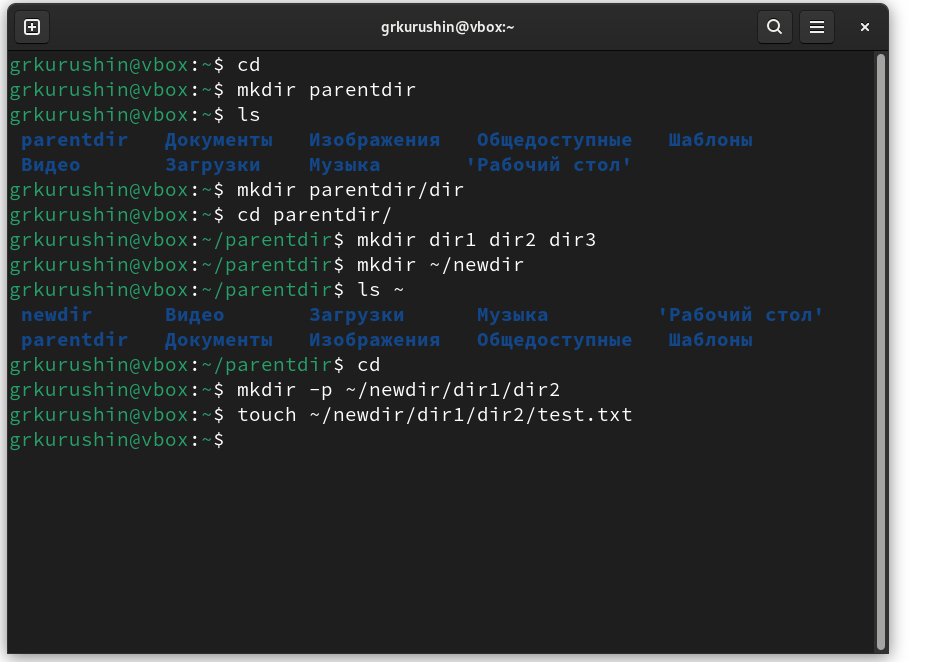 grkurushin@vbox:~
grkurushin@vbox:~$ cd
grkurushin@vbox:~$ mkdir parentdir
grkurushin@vbox:~$ ls
parentdir Документы Изображения Общедоступные Шаблоны
Видео Загрузки Музыка 'Рабочий стол'
grkurushin@vbox:~$ mkdir parentdir/dir
grkurushin@vbox:~$ cd parentdir/
grkurushin@vbox:~/parentdir$ mkdir dir1 dir2 dir3
grkurushin@vbox:~/parentdir$ mkdir ~/newdir
grkurushin@vbox:~/parentdir$ ls ~
newdir Видео Загрузки Музыка 'Рабочий стол'
parentdir Документы Изображения Общедоступные Шаблоны
grkurushin@vbox:~/parentdir$ cd
grkurushin@vbox:~$ mkdir -p ~/newdir/dir1/dir2
grkurushin@vbox:~$ touch ~/newdir/dir1/dir2/test.txt
grkurushin@vbox:~$